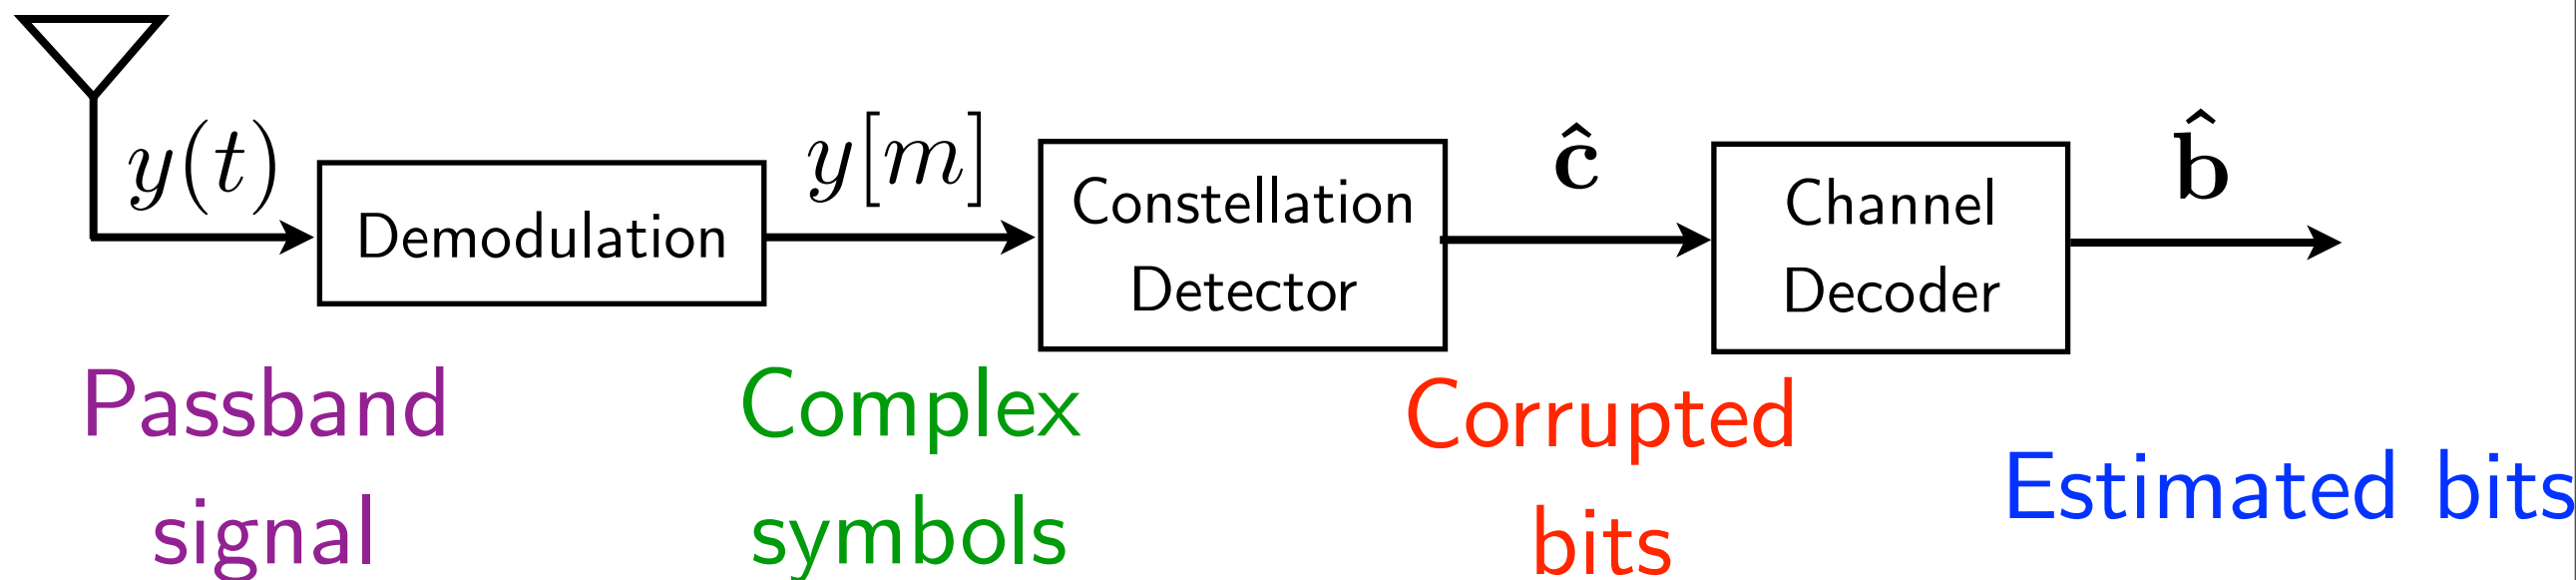 y(t)
Demodulation
y[m]
Constellation
Detector
ĉ
Channel
Decoder
b̂
Passband
signal
Complex
symbols
Corrupted
bits
Estimated bits